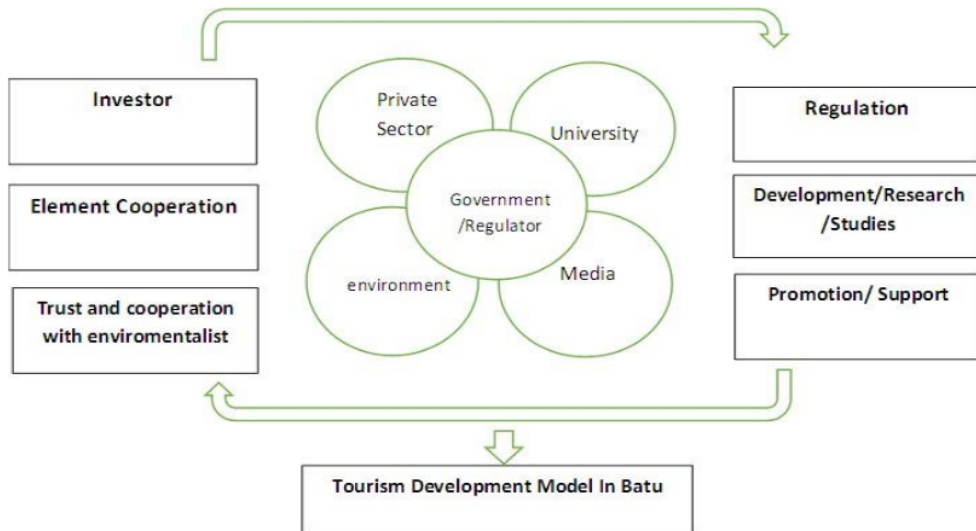 Investor
Element Cooperation
Trust and cooperation
with enviromentalist
Private
Sector
University
Government
/Regulator
environment
Media
Regulation
Development/Research
/Studies
Promotion/ Support
Tourism Development Model In Batu